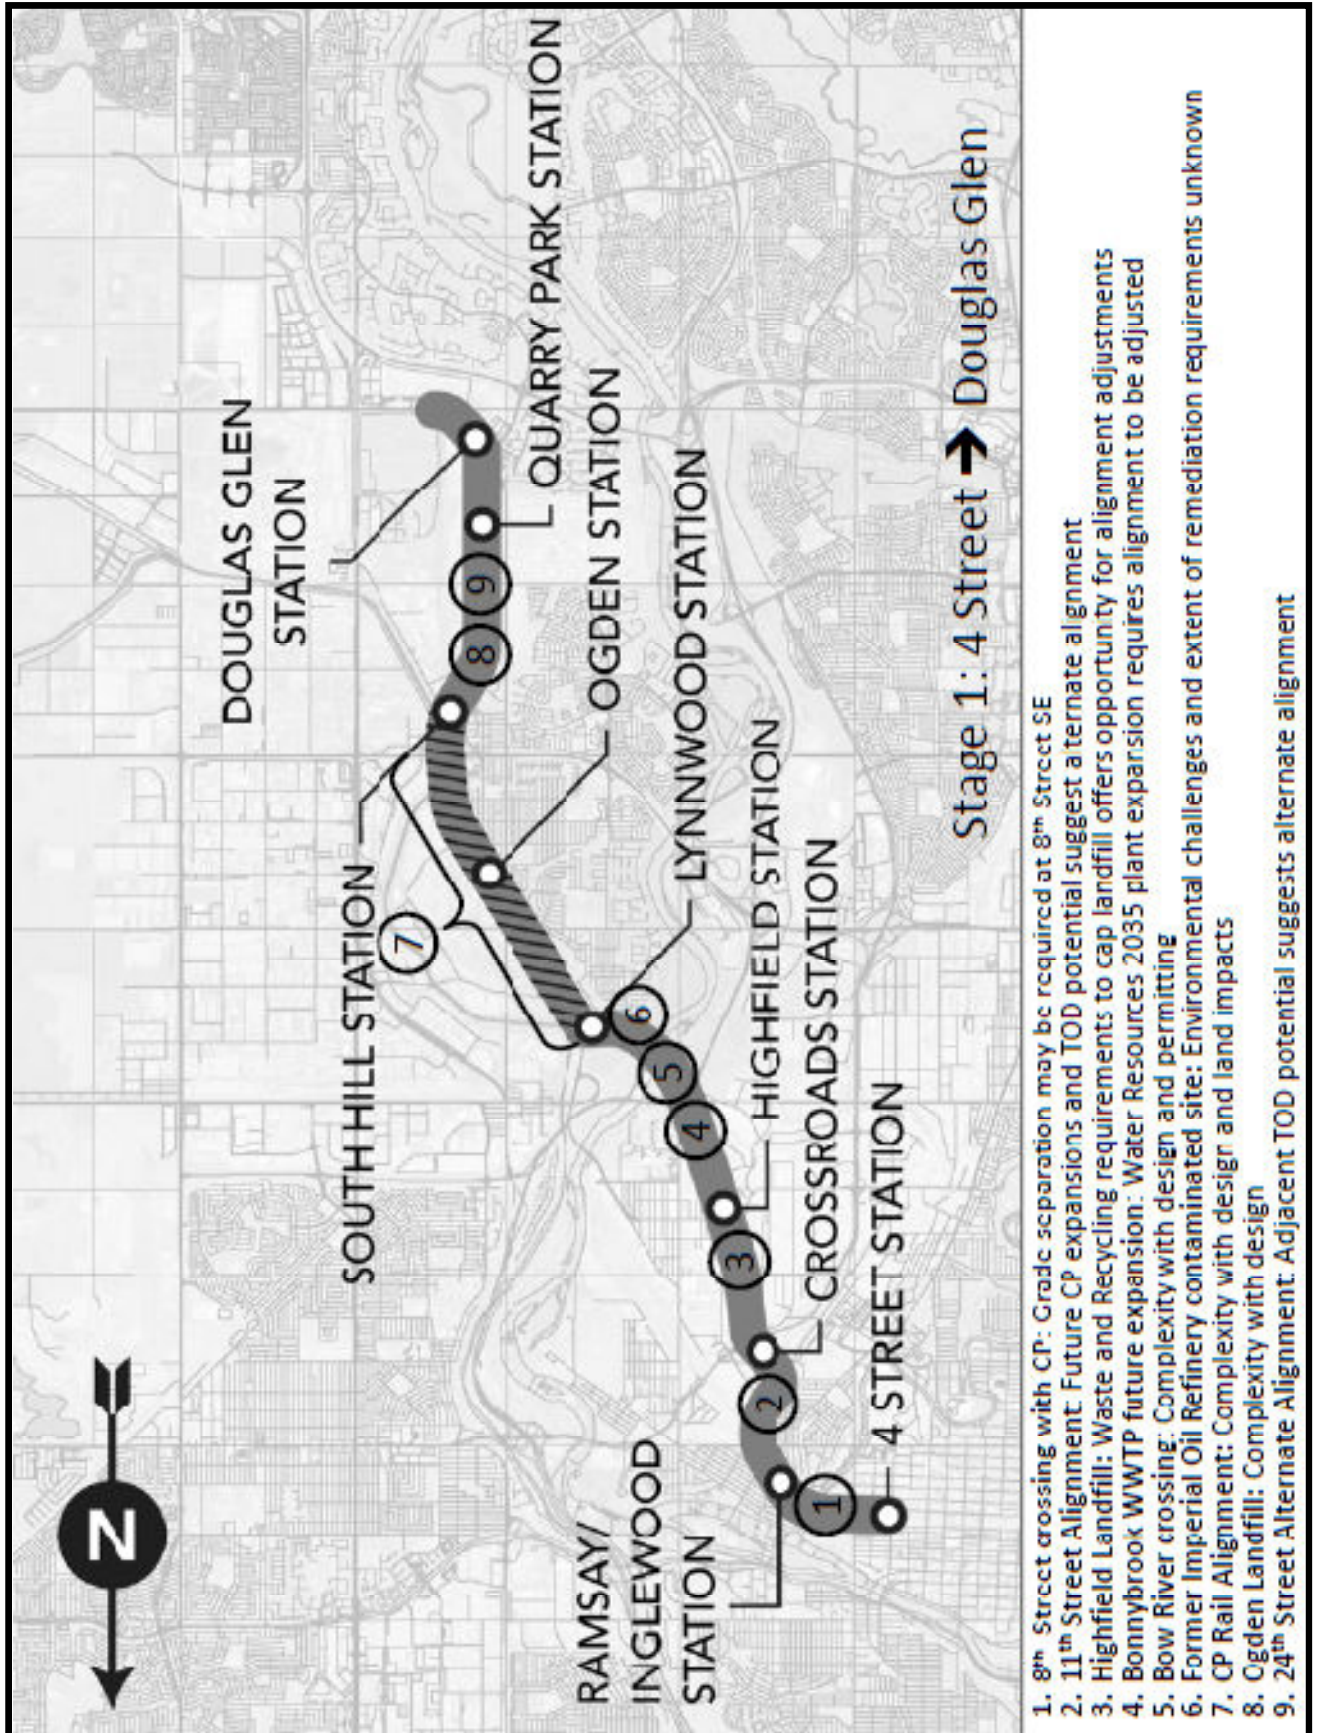 N
RAMSAY/
INGLEWOOD
STATION
4 STREET STATION
CROSSROADS STATION
HIGHFIELD STATION
LYNNWOOD STATION
OGDEN STATION
SOUTH HILL STATION
QUARRY PARK STATION
DOUGLAS GLEN
STATION
1
2
3
4
5
6
7
8
9
Stage 1: 4 Street → Douglas Glen
1. 8th Street crossing with CP: Grade separation may be required at 8th Street SE
2. 11th Street Alignment: Future CP expansions and TOD potential suggest alternate alignment
3. Highfield Landfill: Waste and Recycling requirements to cap landfill offers opportunity for alignment adjustments
4. Bonnybrook WWTP future expansion: Water Resources 2035 plant expansion requires alignment to be adjusted
5. Bow River crossing: Complexity with design and permitting
6. Former Imperial Oil Refinery contaminated site: Environmental challenges and extent of remediation requirements unknown
7. CP Rail Alignment: Complexity with design and land impacts
8. Ogden Landfill: Complexity with design
9. 24th Street Alternate Alignment: Adjacent TOD potential suggests alternate alignment